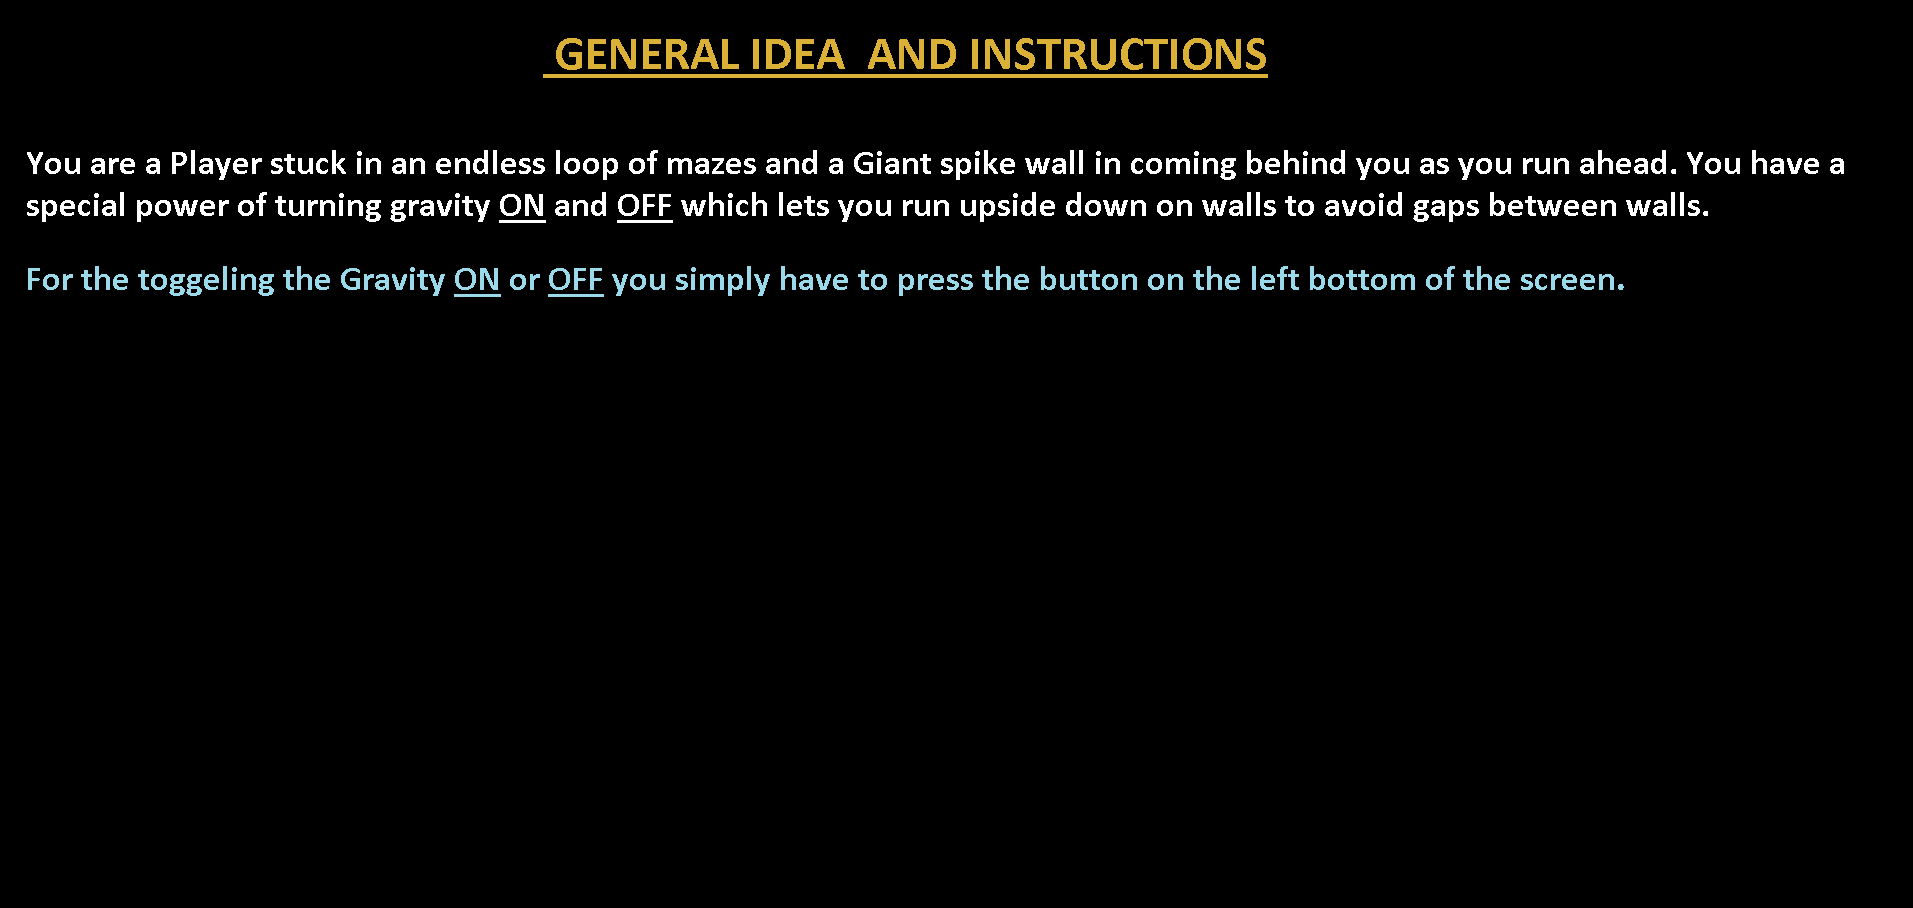 GENERAL IDEA  AND INSTRUCTIONS
You are a Player stuck in an endless loop of mazes and a Giant spike wall in coming behind you as you run ahead. You have a
special power of turning gravity ON and OFF which lets you run upside down on walls to avoid gaps between walls.
For the toggeling the Gravity ON or OFF you simply have to press the button on the left bottom of the screen.